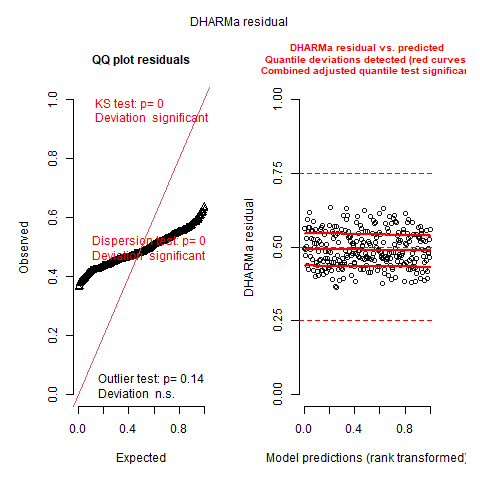 DHARMa residual
QQ plot residuals
KS test: p= 0
Deviation significant
Dispersion test: p= 0
Deviation significant
Outlier test: p= 0.14
Deviation n.s.
Observed
0.0
0.2
0.4
0.6
0.8
1.0
0.0
0.4
0.8
Expected
DHARMa residual vs. predicted
Quantile deviations detected (red curves
Combined adjusted quantile test significan
DHARMa residual
0.00
0.25
0.50
0.75
1.00
0.0
0.4
0.8
Model predictions (rank transformed)